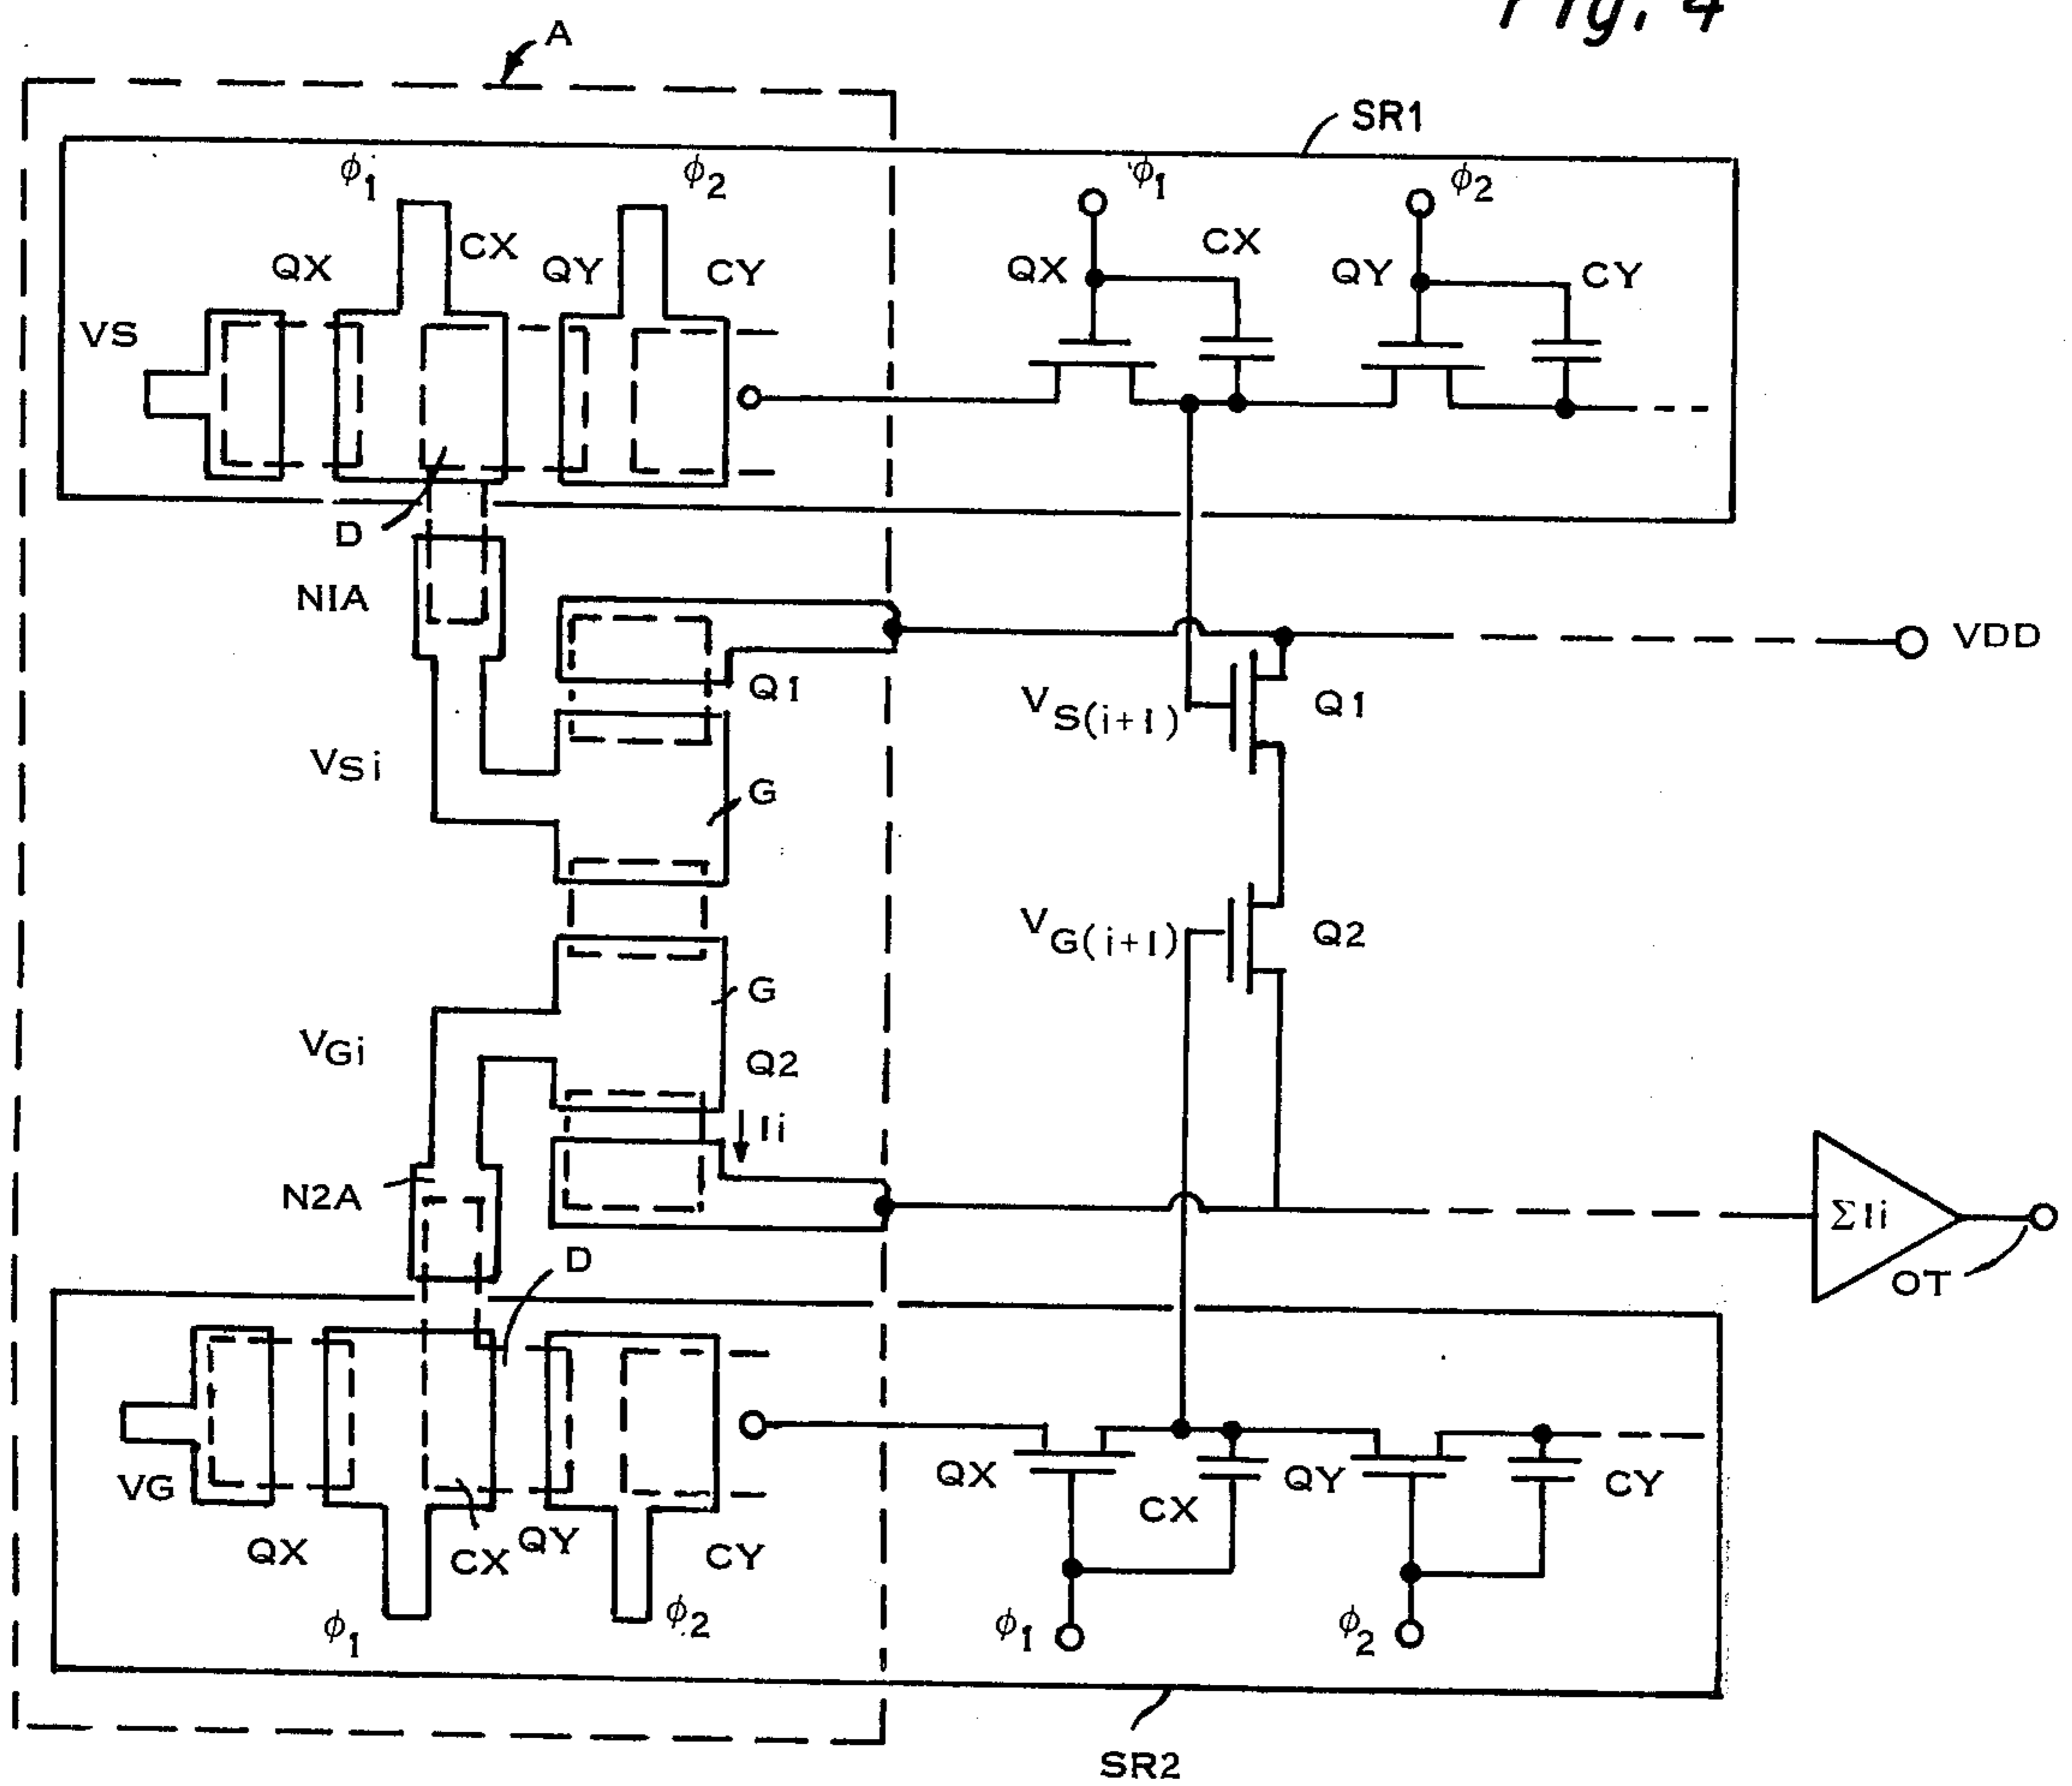 Fig. 4
A
SR1
ϕ1
ϕ2
ϕ1
ϕ2
QX
CX
QY
CY
QX
CX
QY
CY
VS
D
N1A
Q1
VDD
VS(i+1)
Q1
VSi
G
VG(i+1)
Q2
G
VGi
Q2
Ii
N2A
D
ΣIi
OT
VG
QX
CX
QY
CY
QX
CX
QY
CY
ϕ1
ϕ2
ϕ1
ϕ2
SR2